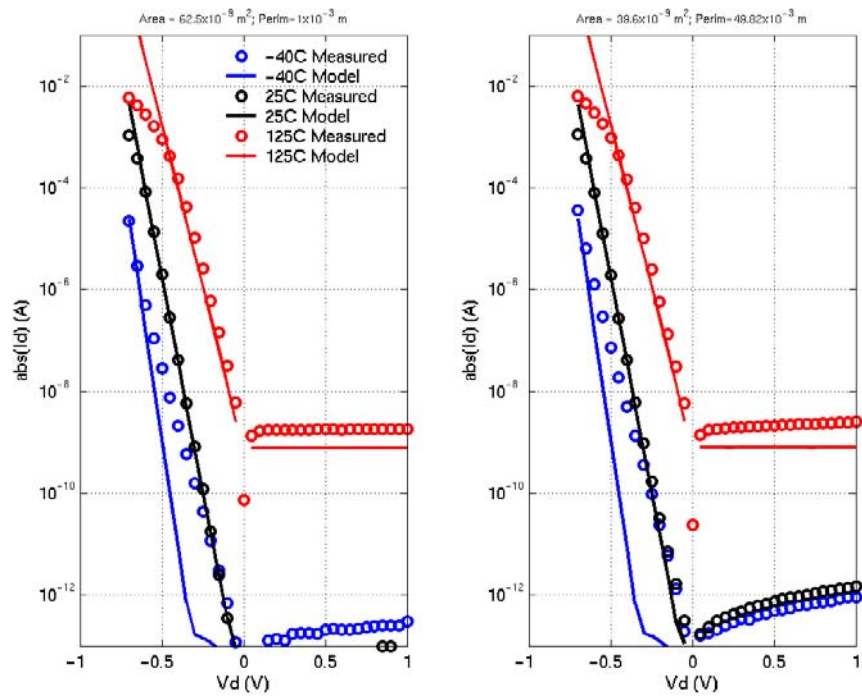 Area = 62.5x10⁻⁹ m²; Perim=1x10⁻³ m
Area = 39.6x10⁻⁹ m²; Perim=49.82x10⁻³ m
−40C Measured
−40C Model
25C Measured
25C Model
125C Measured
125C Model
abs(Id) (A)
10⁻²
10⁻⁴
10⁻⁶
10⁻⁸
10⁻¹⁰
10⁻¹²
−1
−0.5
0
0.5
1
Vd (V)
abs(Id) (A)
10⁻²
10⁻⁴
10⁻⁶
10⁻⁸
10⁻¹⁰
10⁻¹²
−1
−0.5
0
0.5
1
Vd (V)